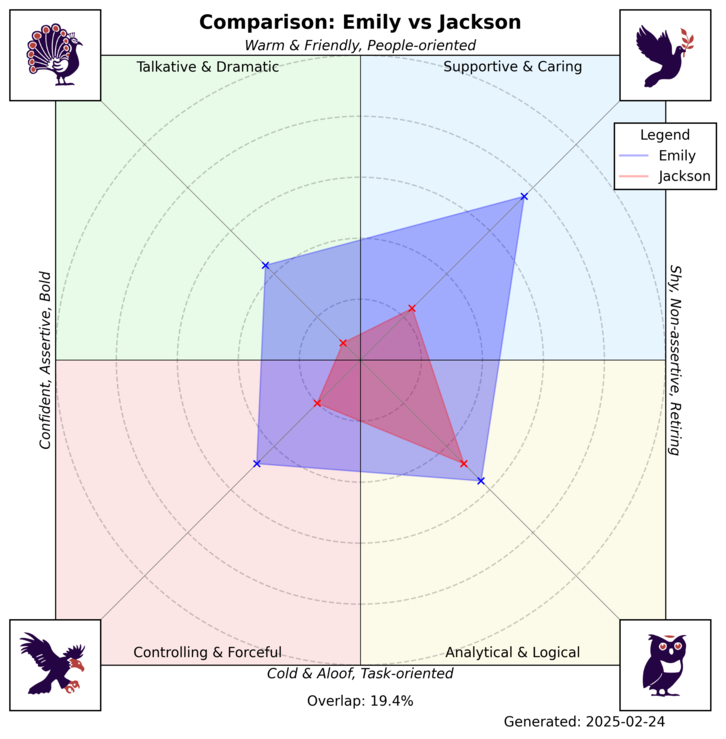 Comparison: Emily vs Jackson
Warm & Friendly, People-oriented
Talkative & Dramatic
Supportive & Caring
Legend
Emily
Jackson
Confident, Assertive, Bold
Shy, Non-assertive, Retiring
Controlling & Forceful
Analytical & Logical
Cold & Aloof, Task-oriented
Overlap: 19.4%
Generated: 2025-02-24